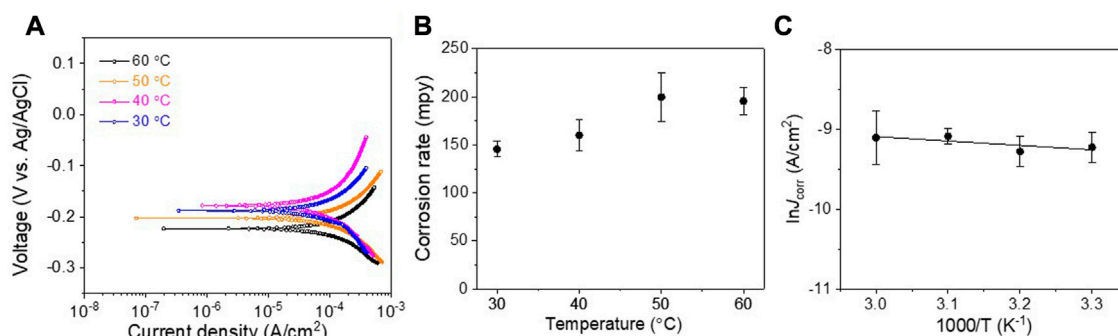 A
Voltage (V vs. Ag/AgCl)
0.1
0.0
-0.1
-0.2
-0.3
60 °C
50 °C
40 °C
30 °C
10-8 10-7 10-6 10-5 10-4 10-3
Current density (A/cm2)
B
Corrosion rate (mpy)
250
200
150
100
50
0
30 40 50 60
Temperature (°C)
C
lnJcorr (A/cm2)
-8
-9
-10
-11
3.0 3.1 3.2 3.3
1000/T (K-1)